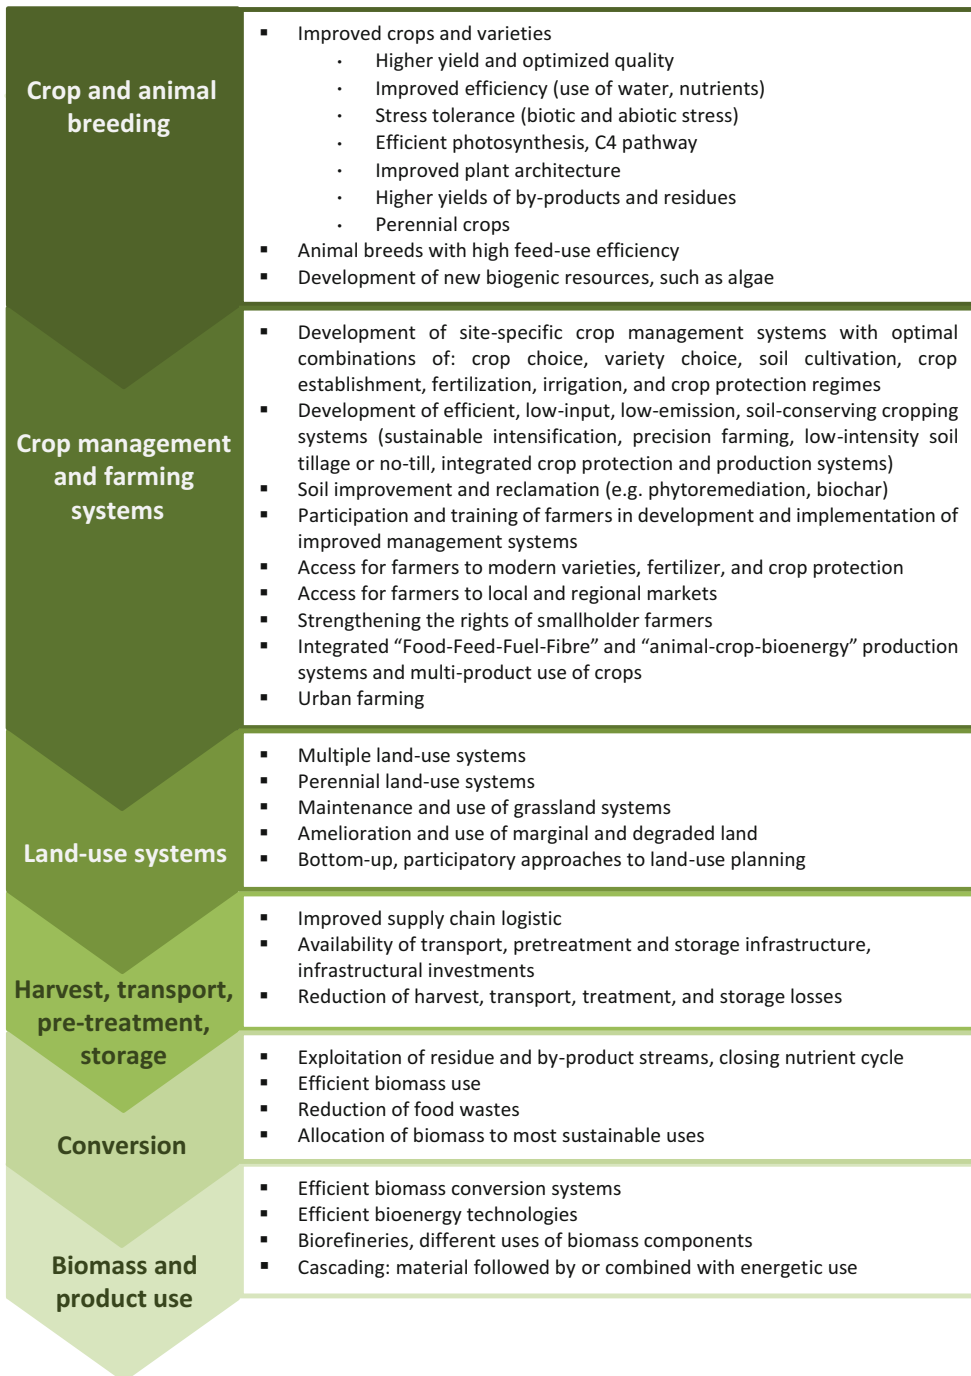 Crop and animal
breeding
▪ Improved crops and varieties
• Higher yield and optimized quality
• Improved efficiency (use of water, nutrients)
• Stress tolerance (biotic and abiotic stress)
• Efficient photosynthesis, C4 pathway
• Improved plant architecture
• Higher yields of by-products and residues
• Perennial crops
▪ Animal breeds with high feed-use efficiency
▪ Development of new biogenic resources, such as algae
Crop management
and farming
systems
▪ Development of site-specific crop management systems with optimal
combinations of: crop choice, variety choice, soil cultivation, crop
establishment, fertilization, irrigation, and crop protection regimes
▪ Development of efficient, low-input, low-emission, soil-conserving cropping
systems (sustainable intensification, precision farming, low-intensity soil
tillage or no-till, integrated crop protection and production systems)
▪ Soil improvement and reclamation (e.g. phytoremediation, biochar)
▪ Participation and training of farmers in development and implementation of
improved management systems
▪ Access for farmers to modern varieties, fertilizer, and crop protection
▪ Access for farmers to local and regional markets
▪ Strengthening the rights of smallholder farmers
▪ Integrated “Food-Feed-Fuel-Fibre” and “animal-crop-bioenergy” production
systems and multi-product use of crops
▪ Urban farming
Land-use systems
▪ Multiple land-use systems
▪ Perennial land-use systems
▪ Maintenance and use of grassland systems
▪ Amelioration and use of marginal and degraded land
▪ Bottom-up, participatory approaches to land-use planning
Harvest, transport,
pre-treatment,
storage
▪ Improved supply chain logistic
▪ Availability of transport, pretreatment and storage infrastructure,
infrastructural investments
▪ Reduction of harvest, transport, treatment, and storage losses
Conversion
▪ Exploitation of residue and by-product streams, closing nutrient cycle
▪ Efficient biomass use
▪ Reduction of food wastes
▪ Allocation of biomass to most sustainable uses
Biomass and
product use
▪ Efficient biomass conversion systems
▪ Efficient bioenergy technologies
▪ Biorefineries, different uses of biomass components
▪ Cascading: material followed by or combined with energetic use